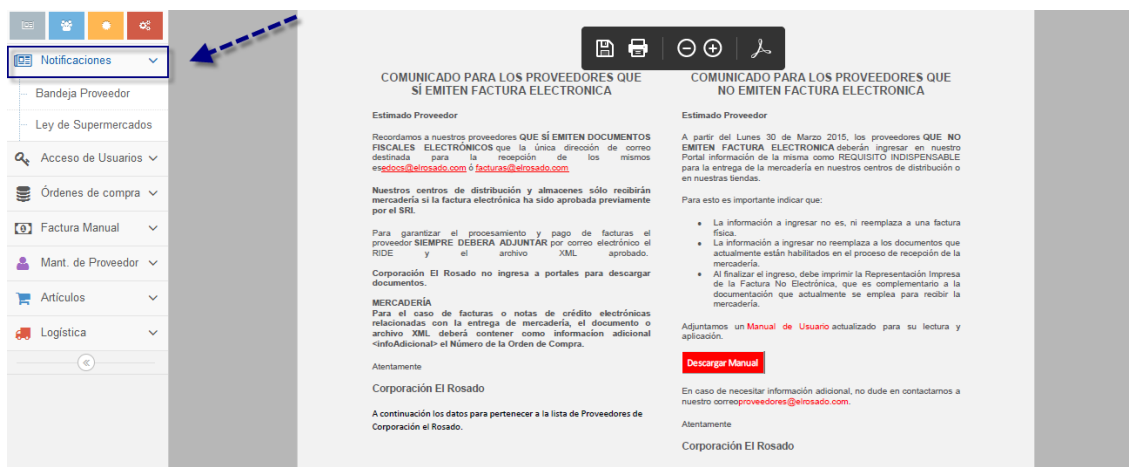 Notificaciones
Bandeja Proveedor
Ley de Supermercados
Acceso de Usuarios
Órdenes de compra
Factura Manual
Mant. de Proveedor
Artículos
Logística
COMUNICADO PARA LOS PROVEEDORES QUE
SÍ EMITEN FACTURA ELECTRONICA
Estimado Proveedor
Recordamos a nuestros proveedores QUE SÍ EMITEN DOCUMENTOS
FISCALES ELECTRÓNICOS que la única dirección de correo
destinada para la recepción de los mismos
esedocs@elrosado.com ó facturas@elrosado.com
Nuestros centros de distribución y almacenes sólo recibirán
mercadería si la factura electrónica ha sido aprobada previamente
por el SRI.
Para garantizar el procesamiento y pago de facturas el
proveedor SIEMPRE DEBERA ADJUNTAR por correo electrónico el
RIDE y el archivo XML aprobado.
Corporación El Rosado no ingresa a portales para descargar
documentos.
MERCADERÍA
Para el caso de facturas o notas de crédito electrónicas
relacionadas con la entrega de mercadería, el documento o
archivo XML deberá contener como informacion adicional
<infoAdicional> el Número de la Orden de Compra.
Atentamente
Corporación El Rosado
A continuación los datos para pertenecer a la lista de Proveedores de
Corporación el Rosado.
COMUNICADO PARA LOS PROVEEDORES QUE
NO EMITEN FACTURA ELECTRONICA
Estimado Proveedor
A partir del Lunes 30 de Marzo 2015, los proveedores QUE NO
EMITEN FACTURA ELECTRONICA deberán ingresar en nuestro
Portal información de la misma como REQUISITO INDISPENSABLE
para la entrega de la mercadería en nuestros centros de distribución o
en nuestras tiendas.
Para esto es importante indicar que:
• La información a ingresar no es, ni reemplaza a una factura
física.
• La información a ingresar no reemplaza a los documentos que
actualmente están habilitados en el proceso de recepción de la
mercadería.
• Al finalizar el ingreso, debe imprimir la Representación Impresa
de la Factura No Electrónica, que es complementario a la
documentación que actualmente se emplea para recibir la
mercadería.
Adjuntamos un Manual de Usuario actualizado para su lectura y
aplicación.
Descargar Manual
En caso de necesitar información adicional, no dude en contactarnos a
nuestro correoproveedores@elrosado.com.
Atentamente
Corporación El Rosado